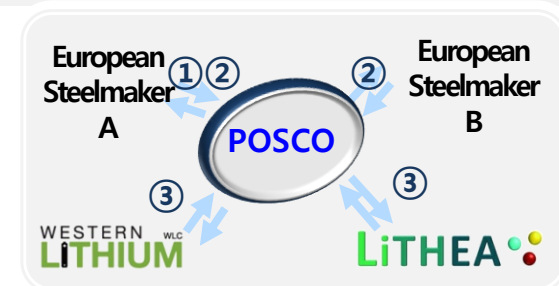 European
Steelmaker
A
①②
②
European
Steelmaker
B
POSCO
③
③
WESTERN WLC
LiTHIUM
LiTHEA